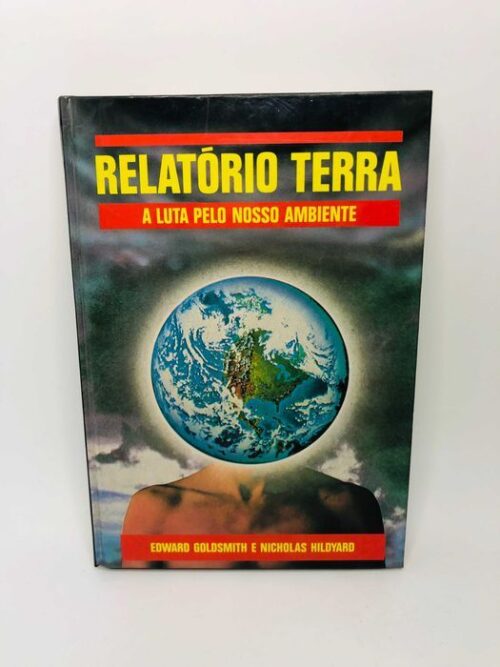 RELATÓRIO TERRA
A LUTA PELO NOSSO AMBIENTE
EDWARD GOLDSMITH E NICHOLAS HILDYARD